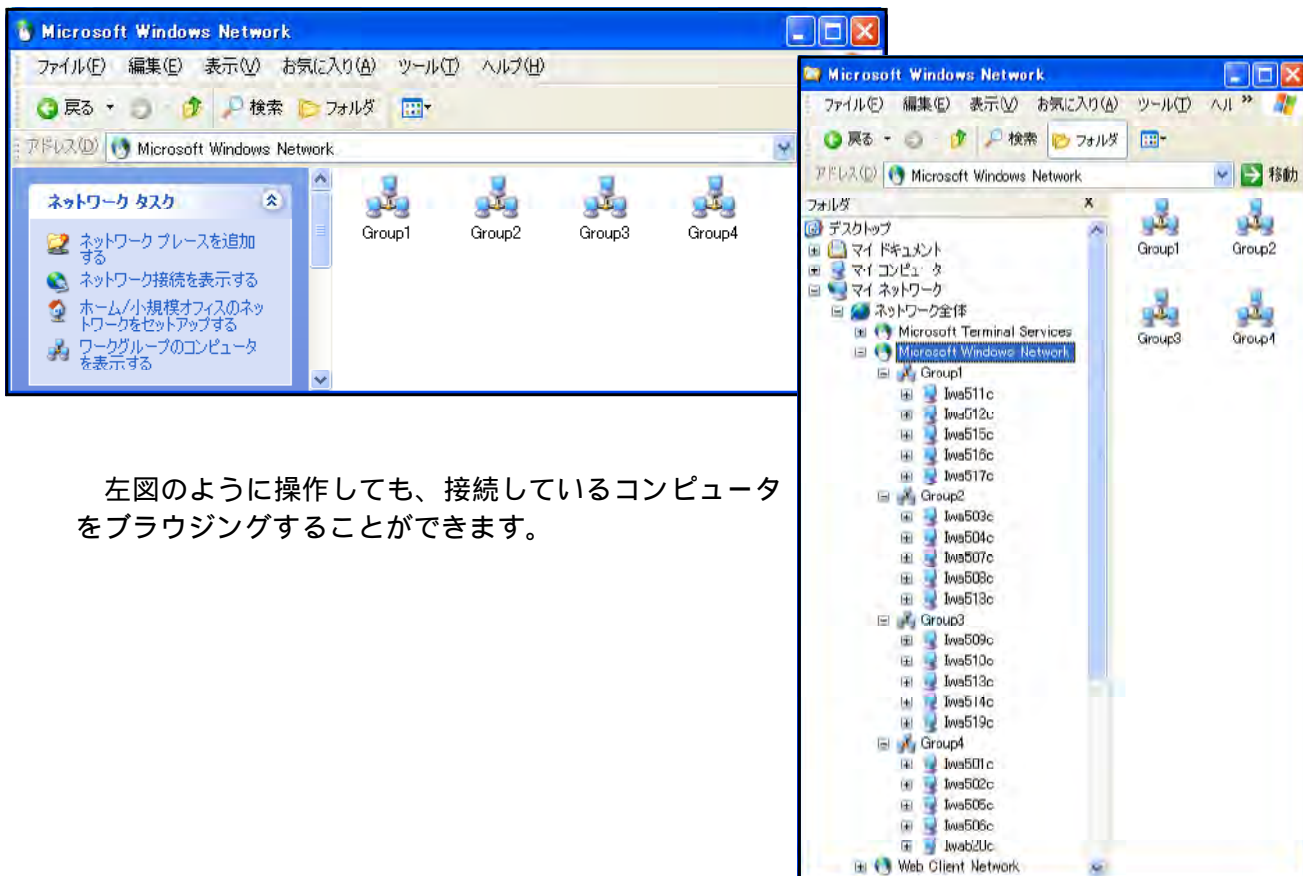 Microsoft Windows Network
ファイル(F) 編集(E) 表示(V) お気に入り(A) ツール(T) ヘルプ(H)
戻る 検索 フォルダ
アドレス(D) Microsoft Windows Network
ネットワーク タスク
ネットワーク プレースを追加
する
ネットワーク接続を表示する
ホーム/小規模オフィスのネッ
トワークをセットアップする
ワークグループのコンピュータ
を表示する
Group1 Group2 Group3 Group4
左図のように操作しても、接続しているコンピュータ
をブラウジングすることができます。
Microsoft Windows Network
ファイル(F) 編集(E) 表示(V) お気に入り(A) ツール(T) ヘル »
戻る 検索 フォルダ
アドレス(D) Microsoft Windows Network 移動
フォルダ x
デスクトップ
マイ ドキュメント
マイ コンピュータ
マイ ネットワーク
ネットワーク全体
Microsoft Terminal Services
Microsoft Windows Network
Group1
Iwa511c
Iwa512c
Iwa515c
Iwa516c
Iwa517c
Group2
Iwa503c
Iwa504c
Iwa507c
Iwa508c
Iwa518c
Group3
Iwa509c
Iwa510c
Iwa513c
Iwa514c
Iwa519c
Group4
Iwa501c
Iwa502c
Iwa505c
Iwa506c
Web Client Network
Group1 Group2
Group3 Group4